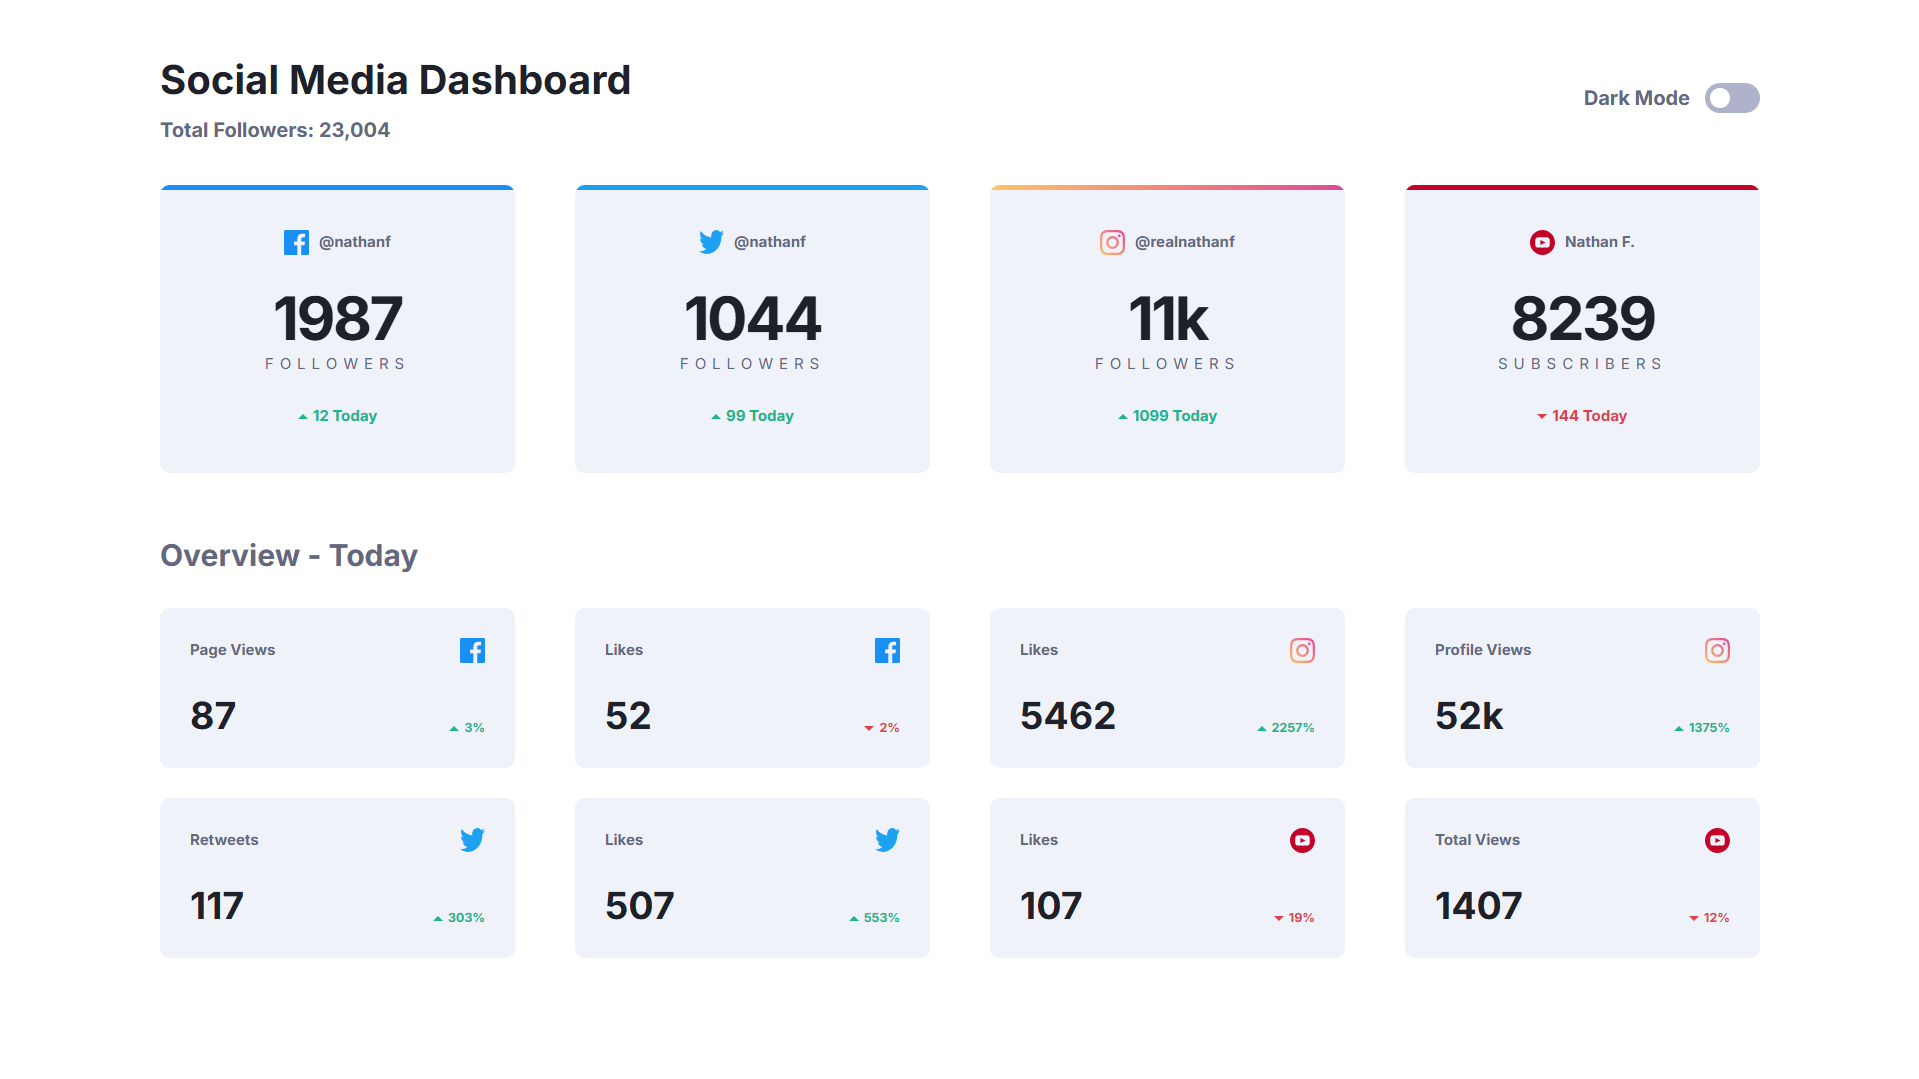 Social Media Dashboard
Total Followers: 23,004
Dark Mode
@nathanf
1987
FOLLOWERS
12 Today
@nathanf
1044
FOLLOWERS
99 Today
@realnathanf
11k
FOLLOWERS
1099 Today
Nathan F.
8239
SUBSCRIBERS
144 Today
Overview - Today
Page Views
87
3%
Likes
52
2%
Likes
5462
2257%
Profile Views
52k
1375%
Retweets
117
303%
Likes
507
553%
Likes
107
19%
Total Views
1407
12%